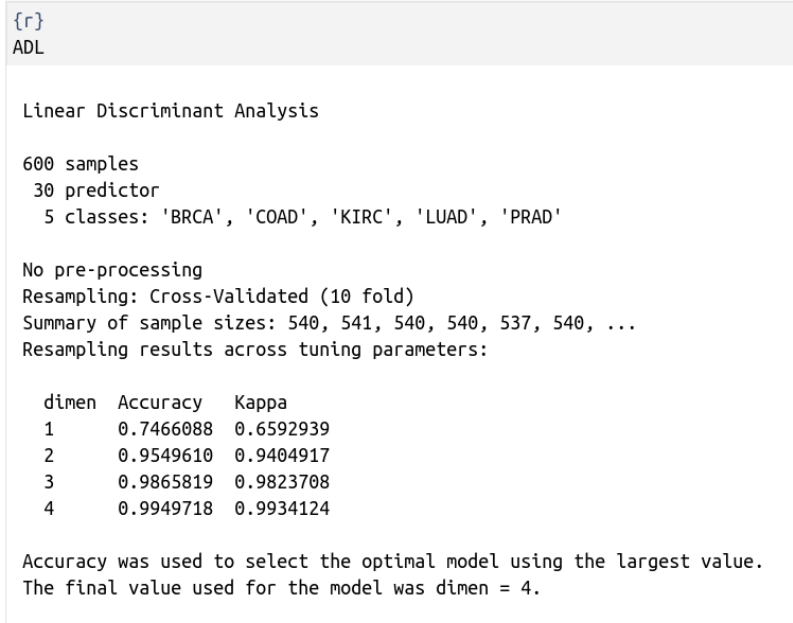 {r}
ADL
Linear Discriminant Analysis
600 samples
30 predictor
5 classes: 'BRCA', 'COAD', 'KIRC', 'LUAD', 'PRAD'
No pre-processing
Resampling: Cross-Validated (10 fold)
Summary of sample sizes: 540, 541, 540, 540, 537, 540, ...
Resampling results across tuning parameters:
dimen  Accuracy   Kappa
1      0.7466088  0.6592939
2      0.9549610  0.9404917
3      0.9865819  0.9823708
4      0.9949718  0.9934124
Accuracy was used to select the optimal model using the largest value.
The final value used for the model was dimen = 4.